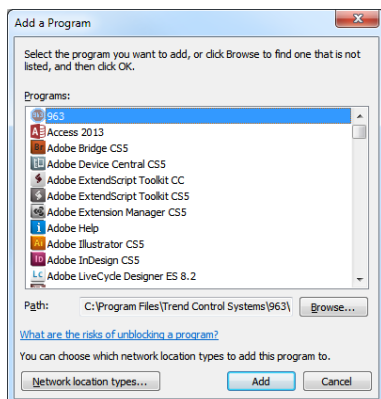 Add a Program
Select the program you want to add, or click Browse to find one that is not
listed, and then click OK.
Programs:
963
Access 2013
Adobe Bridge CS5
Adobe Device Central CS5
Adobe ExtendScript Toolkit CC
Adobe ExtendScript Toolkit CS5
Adobe Extension Manager CS5
Adobe Help
Adobe Illustrator CS5
Adobe InDesign CS5
Adobe LiveCycle Designer ES 8.2
Path: C:\Program Files\Trend Control Systems\963\ Browse...
What are the risks of unblocking a program?
You can choose which network location types to add this program to.
Network location types... Add Cancel